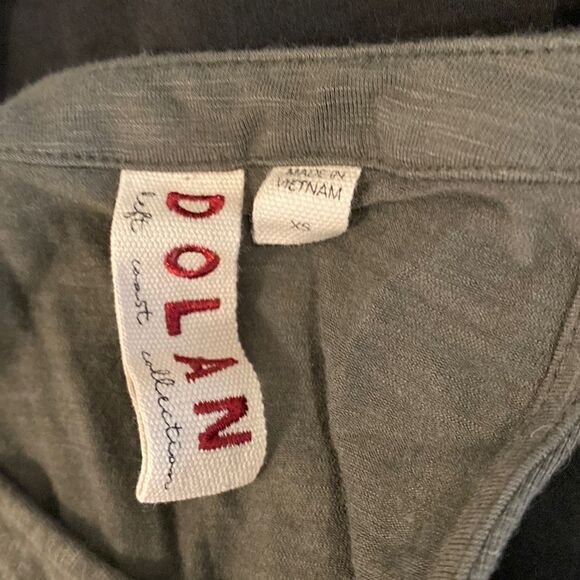 DOLAN
left coast collection
MADE IN
VIETNAM
XS